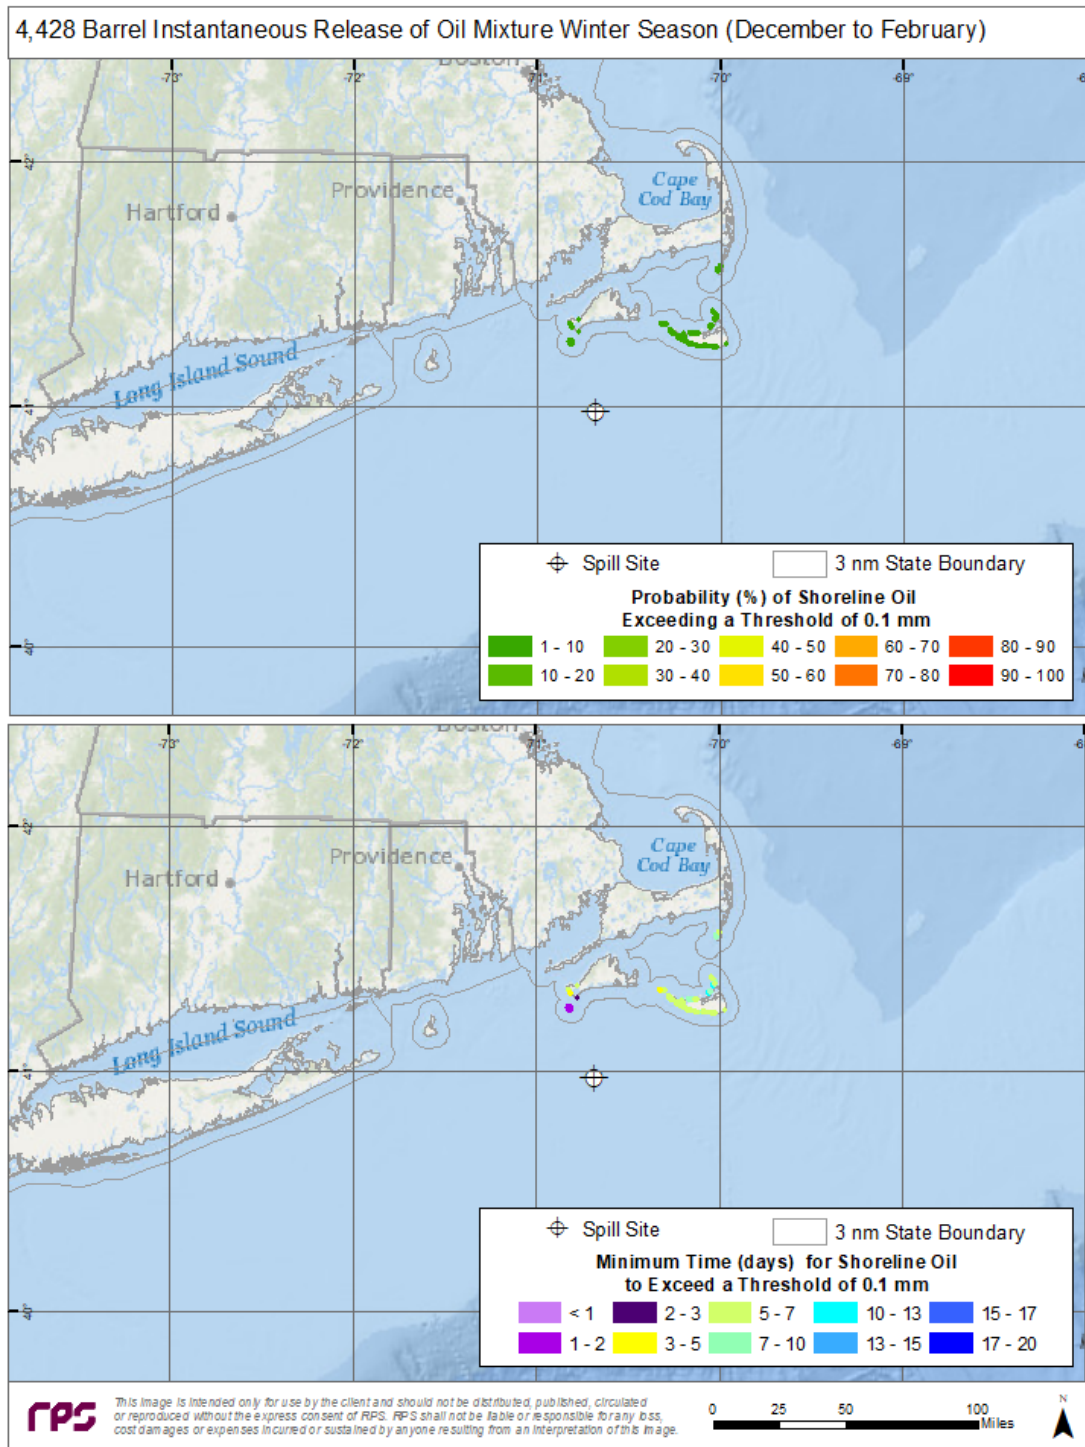 4,428 Barrel Instantaneous Release of Oil Mixture Winter Season (December to February)
Boston
-73° -72° -71° -70° -69°
42°
Cape
Cod Bay
Providence
Hartford
Long Island Sound
41°
Spill Site 3 nm State Boundary
Probability (%) of Shoreline Oil
Exceeding a Threshold of 0.1 mm
1 - 10 20 - 30 40 - 50 60 - 70 80 - 90
10 - 20 30 - 40 50 - 60 70 - 80 90 - 100
40°
Boston
-73° -72° -71° -70° -69°
42°
Cape
Cod Bay
Providence
Hartford
Long Island Sound
41°
Spill Site 3 nm State Boundary
Minimum Time (days) for Shoreline Oil
to Exceed a Threshold of 0.1 mm
< 1 2 - 3 5 - 7 10 - 13 15 - 17
1 - 2 3 - 5 7 - 10 13 - 15 17 - 20
40°
rps
This image is intended only for use by the client and should not be distributed, published, circulated
or reproduced without the express consent of RPS. RPS shall not be liable or responsible for any loss,
cost damages or expenses incurred or sustained by anyone resulting from an interpretation of this image.
0 25 50 100
Miles
N